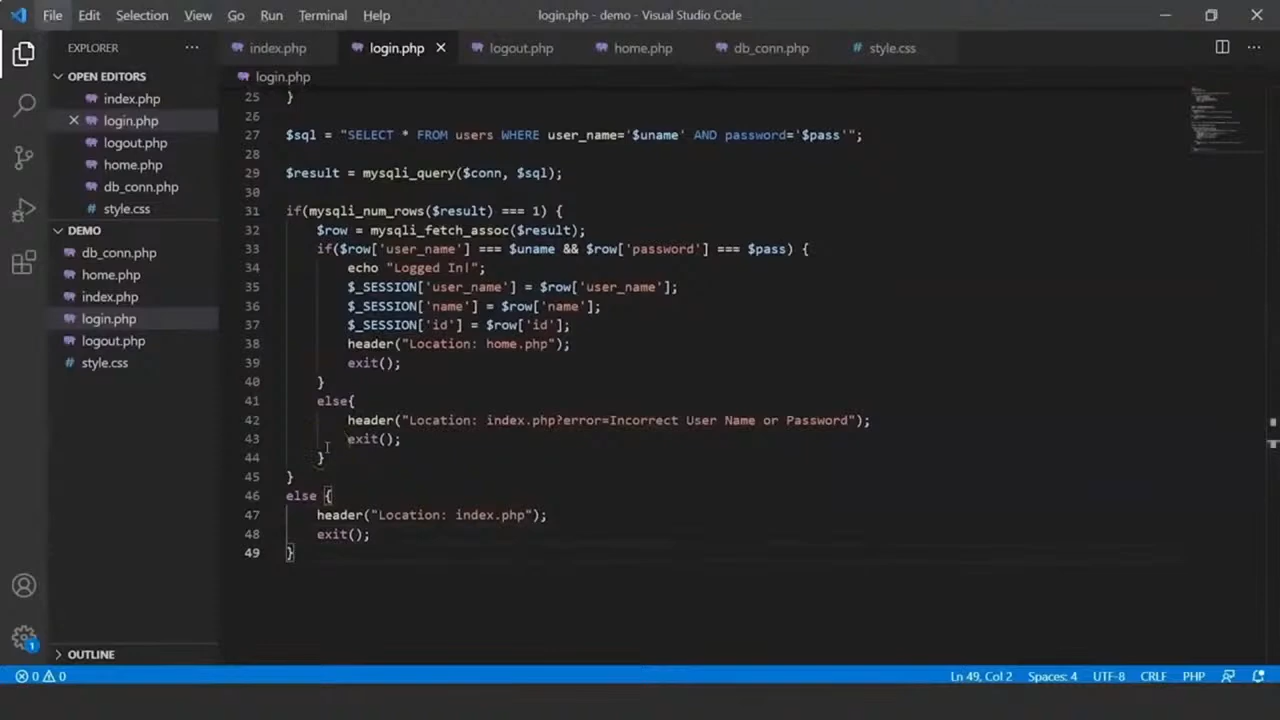 File Edit Selection View Go Run Terminal Help login.php - demo - Visual Studio Code
EXPLORER ... index.php login.php logout.php home.php db_conn.php style.css ...
OPEN EDITORS
index.php
login.php
logout.php
home.php
db_conn.php
# style.css
DEMO
db_conn.php
home.php
index.php
login.php
logout.php
# style.css
OUTLINE
login.php
25 }
26
27 $sql = "SELECT * FROM users WHERE user_name='$uname' AND password='$pass'";
28
29 $result = mysqli_query($conn, $sql);
30
31 if(mysqli_num_rows($result) === 1) {
32 $row = mysqli_fetch_assoc($result);
33 if($row['user_name'] === $uname && $row['password'] === $pass) {
34 echo "Logged In!";
35 $_SESSION['user_name'] = $row['user_name'];
36 $_SESSION['name'] = $row['name'];
37 $_SESSION['id'] = $row['id'];
38 header("Location: home.php");
39 exit();
40 }
41 else{
42 header("Location: index.php?error=Incorrect User Name or Password");
43 exit();
44 }
45 }
46 else {
47 header("Location: index.php");
48 exit();
49 }
1
0 0 Ln 49, Col 2 Spaces: 4 UTF-8 CRLF PHP